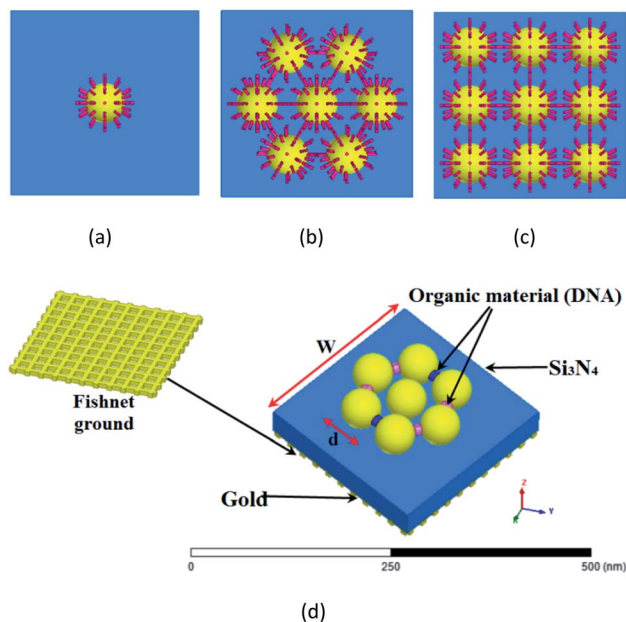 (a)
(b)
(c)
Organic material (DNA)
W
Si₃N₄
Fishnet
ground
d
Gold
Z
Y
X
0
250
500 (nm)
(d)